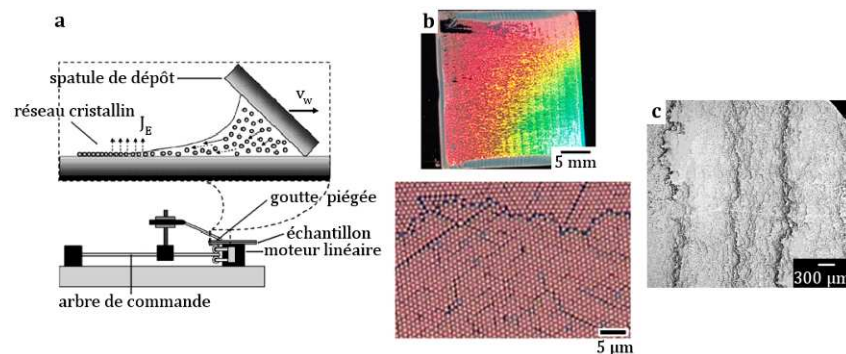 a
spatule de dépôt
v_w
réseau cristallin
J_E
goutte piégée
échantillon
moteur linéaire
arbre de commande
b
5 mm
5 µm
c
300 µm